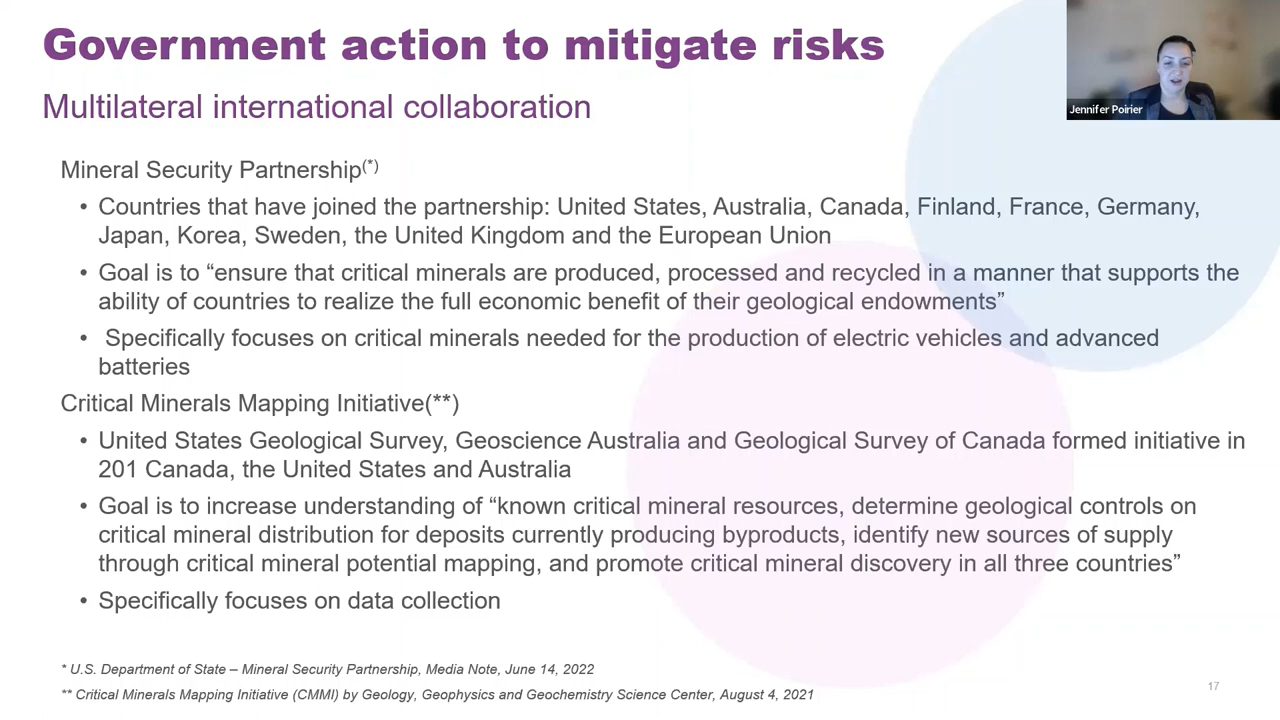 Government action to mitigate risks
Jennifer Poirier
Multilateral international collaboration
Mineral Security Partnership(*)
• Countries that have joined the partnership: United States, Australia, Canada, Finland, France, Germany,
Japan, Korea, Sweden, the United Kingdom and the European Union
• Goal is to “ensure that critical minerals are produced, processed and recycled in a manner that supports the
ability of countries to realize the full economic benefit of their geological endowments”
• Specifically focuses on critical minerals needed for the production of electric vehicles and advanced
batteries
Critical Minerals Mapping Initiative(**)
• United States Geological Survey, Geoscience Australia and Geological Survey of Canada formed initiative in
201 Canada, the United States and Australia
• Goal is to increase understanding of “known critical mineral resources, determine geological controls on
critical mineral distribution for deposits currently producing byproducts, identify new sources of supply
through critical mineral potential mapping, and promote critical mineral discovery in all three countries”
• Specifically focuses on data collection
* U.S. Department of State – Mineral Security Partnership, Media Note, June 14, 2022
** Critical Minerals Mapping Initiative (CMMI) by Geology, Geophysics and Geochemistry Science Center, August 4, 2021
17